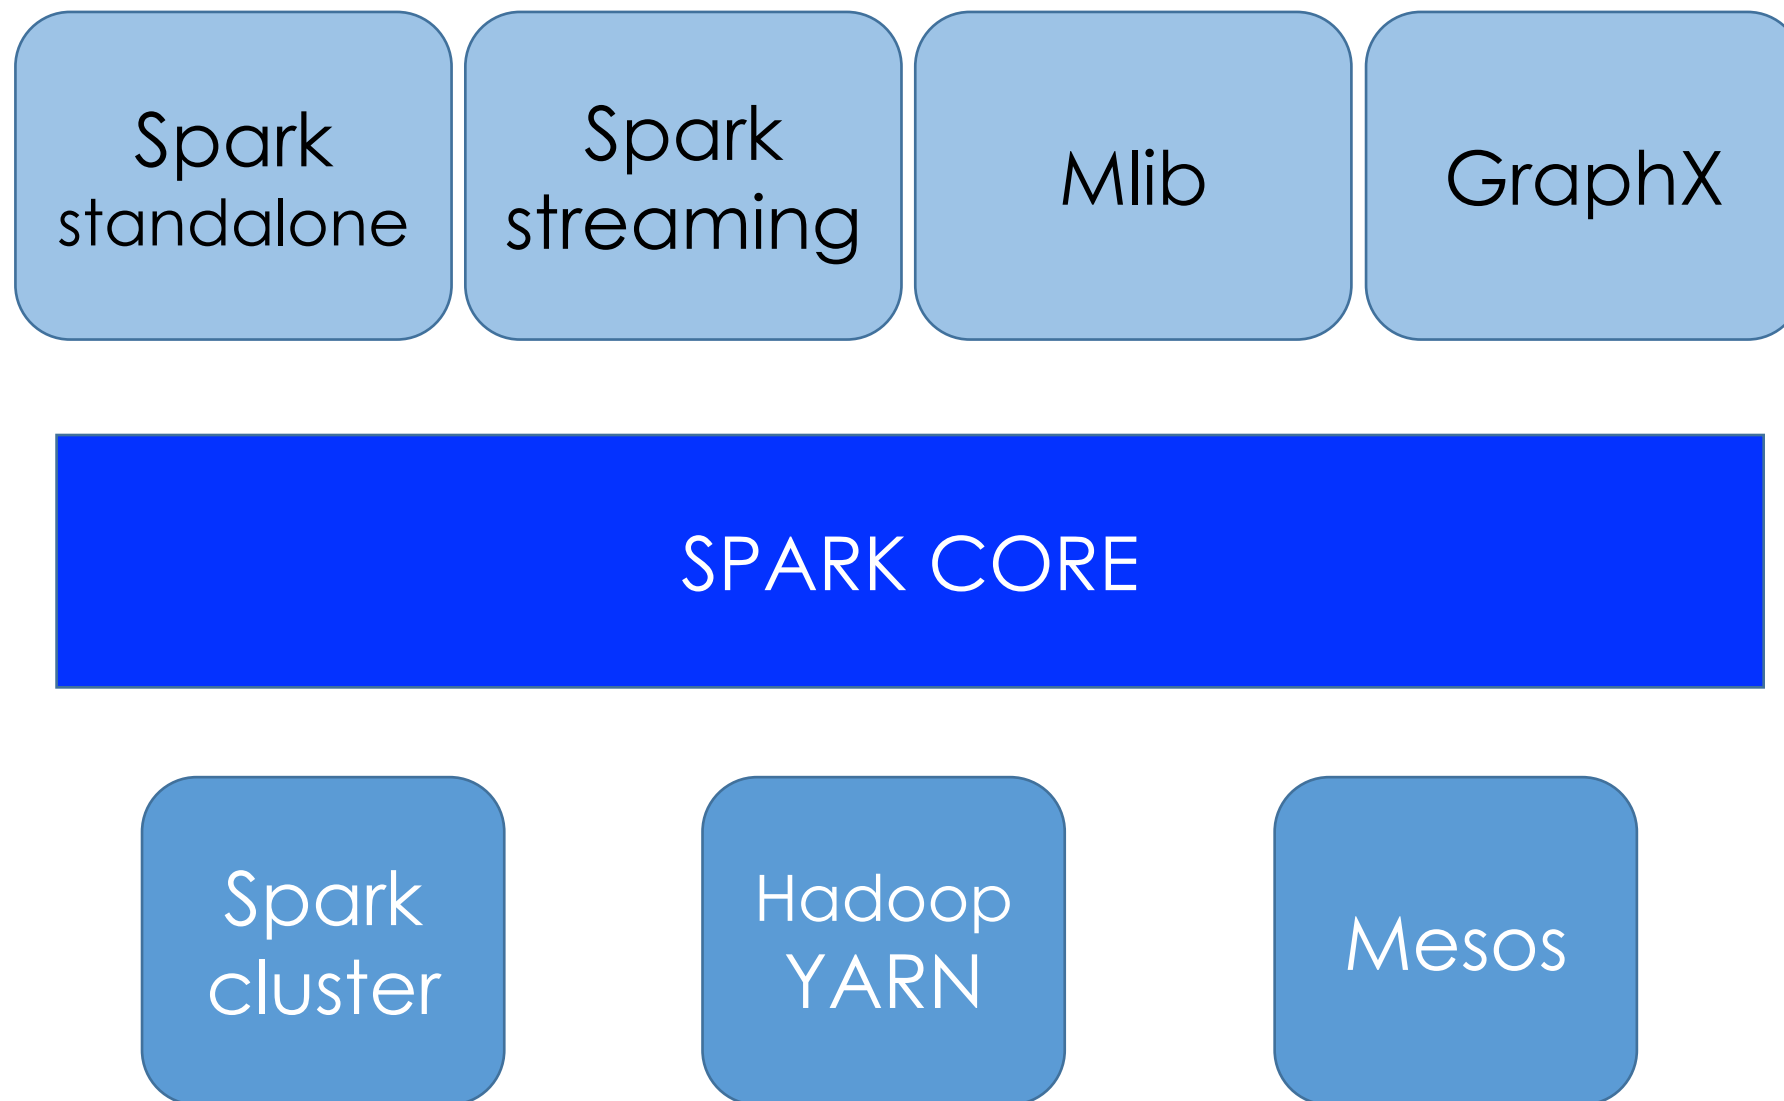 Spark
standalone
Spark
streaming
Mlib
GraphX
SPARK CORE
Spark
cluster
Hadoop
YARN
Mesos